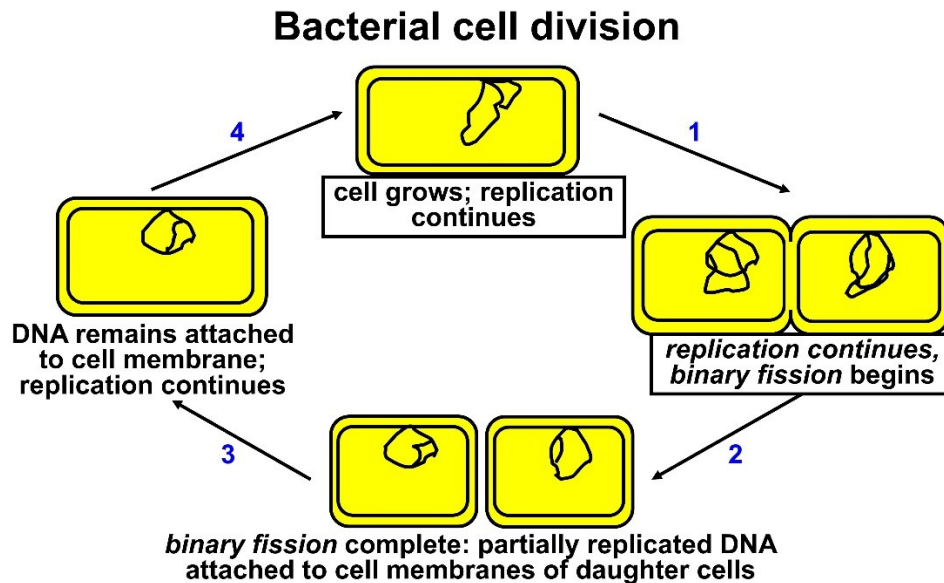 Bacterial cell division
4
1
cell grows; replication
continues
DNA remains attached
to cell membrane;
replication continues
replication continues,
binary fission begins
3
2
binary fission complete: partially replicated DNA
attached to cell membranes of daughter cells